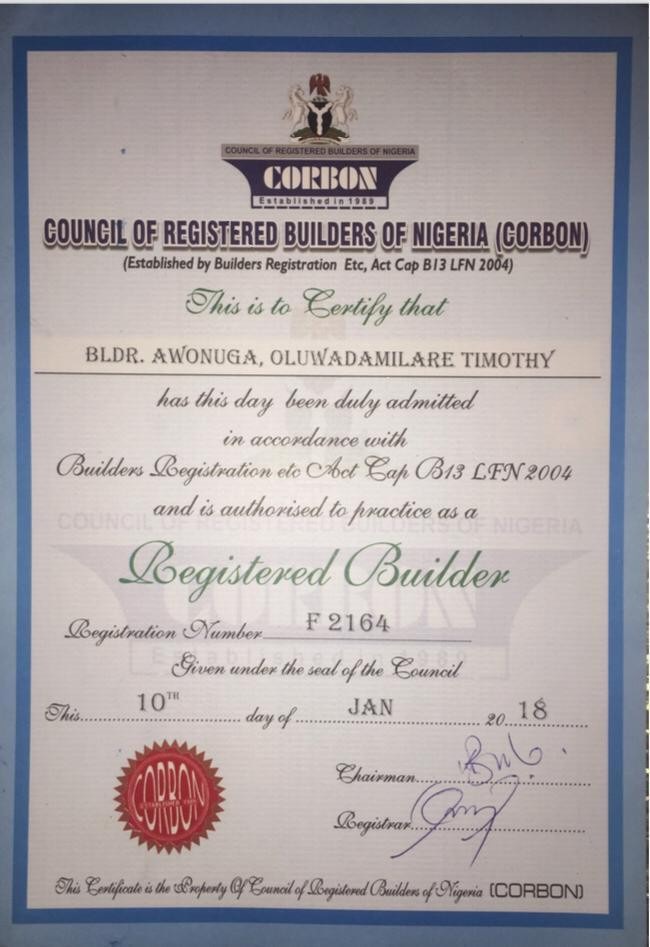 COUNCIL OF REGISTERED BUILDERS OF NIGERIA
CORBON
Established in 1989
COUNCIL OF REGISTERED BUILDERS OF NIGERIA (CORBON)
(Established by Builders Registration Etc, Act Cap B13 LFN 2004)
This is to Certify that
BLDR. AWONUGA, OLUWADAMILARE TIMOTHY
has this day been duly admitted
in accordance with
Builders Registration etc Act Cap B13 LFN 2004
and is authorised to practice as a
COUNCIL OF REGISTERED BUILDERS OF NIGERIA
Registered Builder
CORBON
Registration Number F 2164
Established in 1989
Given under the seal of the Council
This 10TH day of JAN 20 18
CORBON
Chairman
Registrar
This Certificate is the Property Of Council of Registered Builders of Nigeria (CORBON)